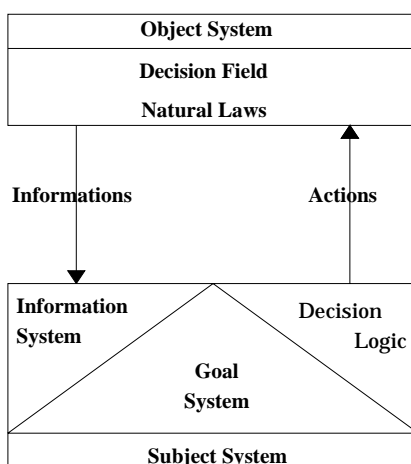 Object System
Decision Field
Natural Laws
Informations
Actions
Information
System
Decision
Logic
Goal
System
Subject System